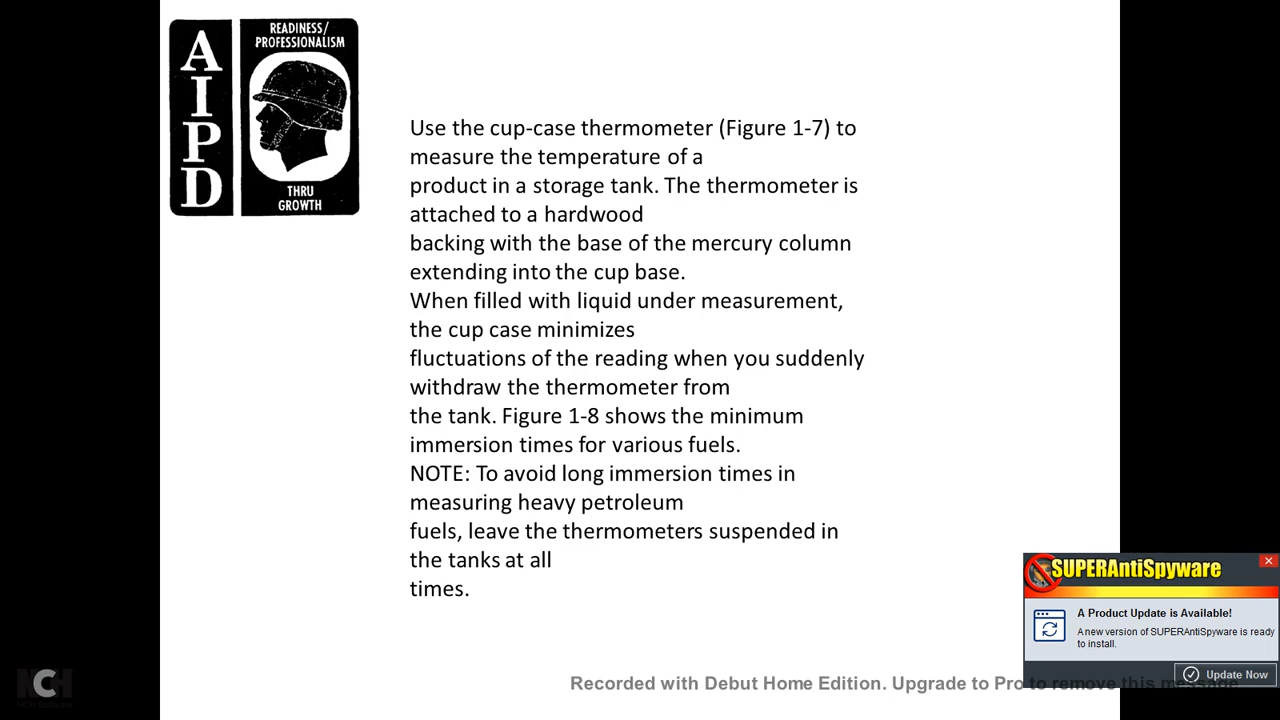 READINESS/
PROFESSIONALISM
AIPD
THRU
GROWTH
Use the cup-case thermometer (Figure 1-7) to
measure the temperature of a
product in a storage tank. The thermometer is
attached to a hardwood
backing with the base of the mercury column
extending into the cup base.
When filled with liquid under measurement,
the cup case minimizes
fluctuations of the reading when you suddenly
withdraw the thermometer from
the tank. Figure 1-8 shows the minimum
immersion times for various fuels.
NOTE: To avoid long immersion times in
measuring heavy petroleum
fuels, leave the thermometers suspended in
the tanks at all
times.
SUPERAntiSpyware
A Product Update is Available!
A new version of SUPERAntiSpyware is ready
to install.
Update Now
NCH
NCH Software
Recorded with Debut Home Edition. Upgrade to Pro to remove this message